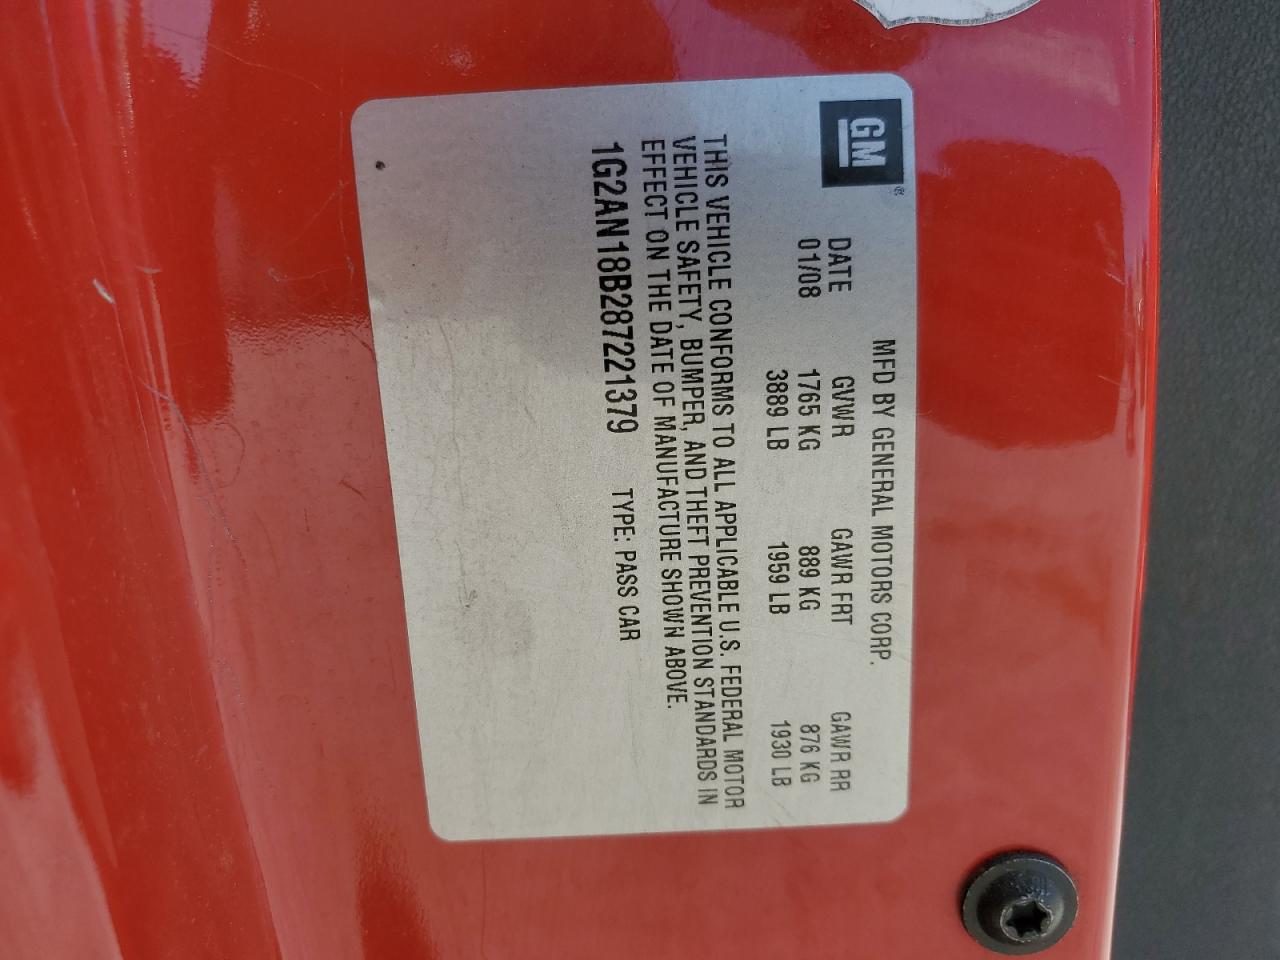 GM®
MFD BY GENERAL MOTORS CORP.
DATE GVWR GAWR FRT GAWR RR
01/08 1765 KG 889 KG 876 KG
3889 LB 1959 LB 1930 LB
THIS VEHICLE CONFORMS TO ALL APPLICABLE U.S. FEDERAL MOTOR
VEHICLE SAFETY, BUMPER, AND THEFT PREVENTION STANDARDS IN
EFFECT ON THE DATE OF MANUFACTURE SHOWN ABOVE.
1G2AN18B287221379 TYPE: PASS CAR